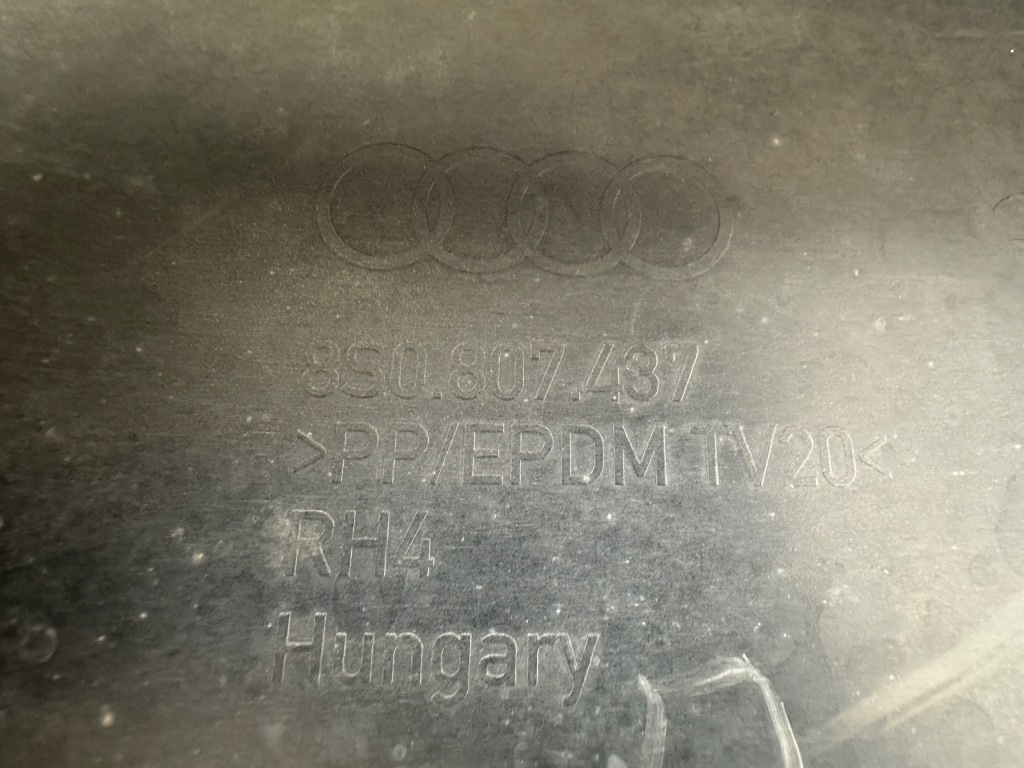 8S0.807.437
>PP/EPDM TV20<
RH4
Hungary